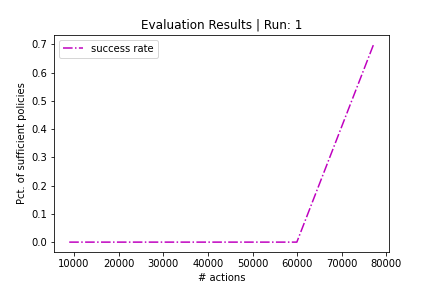 Evaluation Results | Run: 1
success rate
Pct. of sufficient policies
0.7
0.6
0.5
0.4
0.3
0.2
0.1
0.0
10000 20000 30000 40000 50000 60000 70000 80000
# actions